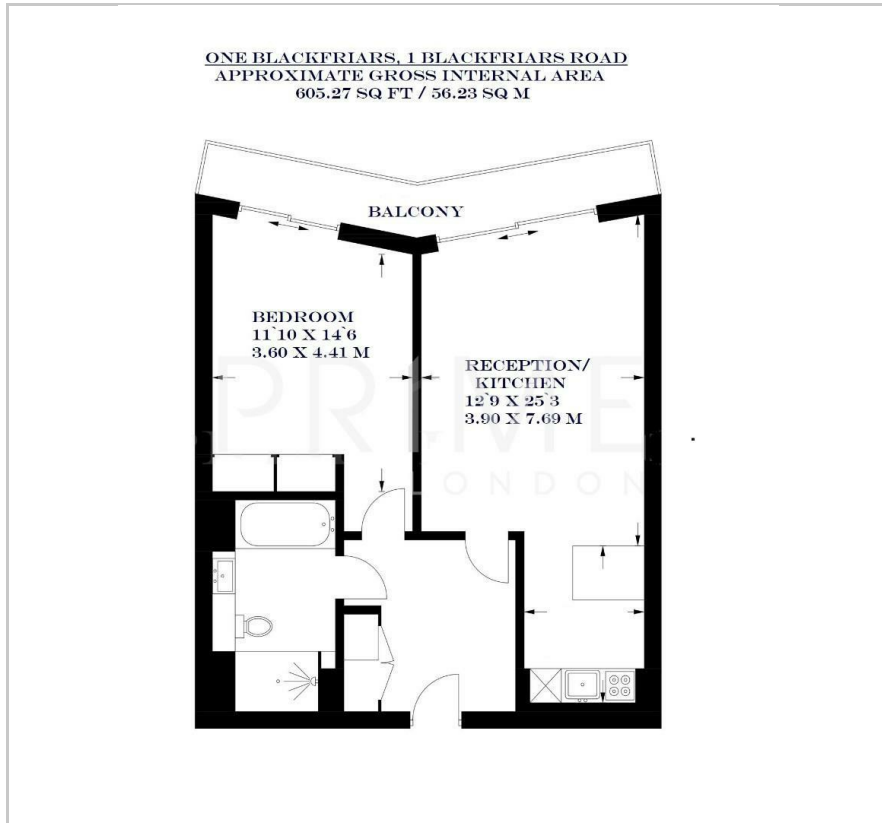 ONE BLACKFRIARS, 1 BLACKFRIARS ROAD
APPROXIMATE GROSS INTERNAL AREA
605.27 SQ FT / 56.23 SQ M
BALCONY
BEDROOM
11`10 X 14`6
3.60 X 4.41 M
RECEPTION/
KITCHEN
12`9 X 25`3
3.90 X 7.69 M
PRIME
LONDON